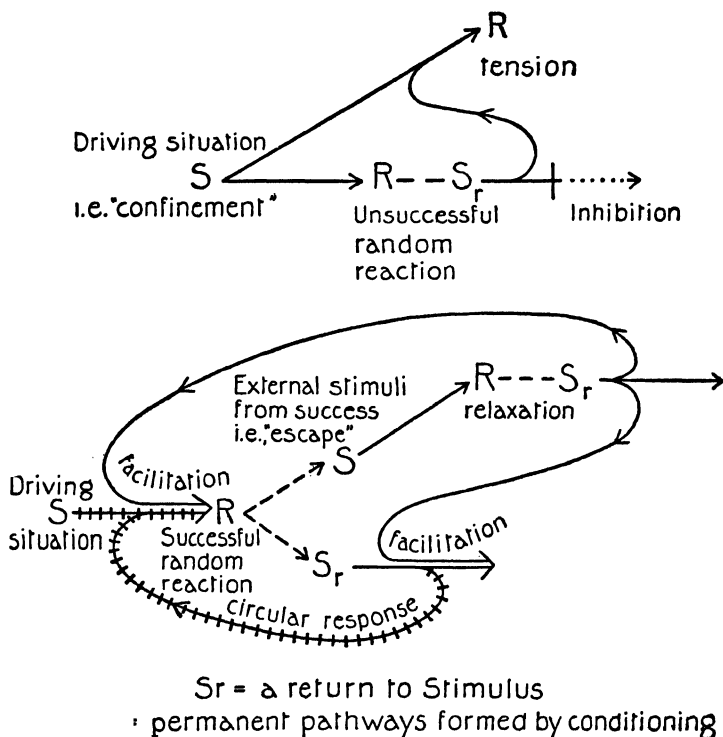 R
tension
Driving situation
S
i.e."confinement"
R--Sr
Unsuccessful
random
reaction
Inhibition
R---Sr
relaxation
External stimuli
from success
i.e.,"escape"
S
facilitation
Driving
S
situation
R
Successful
random
reaction
Sr
facilitation
circular response
Sr = a return to Stimulus
: permanent pathways formed by conditioning